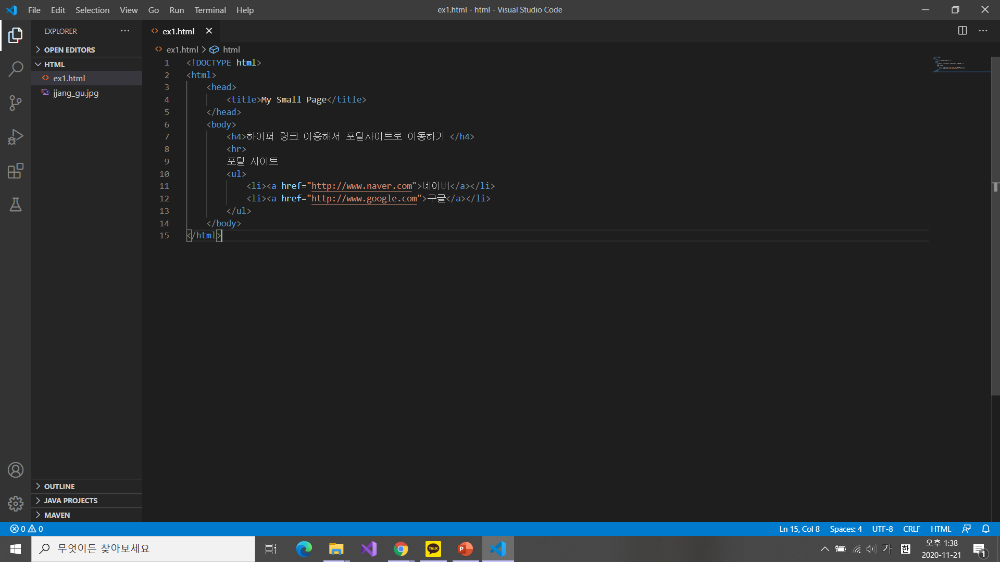 File Edit Selection View Go Run Terminal Help
ex1.html - html - Visual Studio Code
EXPLORER
OPEN EDITORS
HTML
ex1.html
jjang_gu.jpg
OUTLINE
JAVA PROJECTS
MAVEN
ex1.html
ex1.html > html
1 <!DOCTYPE html>
2 <html>
3 <head>
4 <title>My Small Page</title>
5 </head>
6 <body>
7 <h4>하이퍼 링크 이용해서 포털사이트로 이동하기 </h4>
8 <hr>
9 포털 사이트
10 <ul>
11 <li><a href="http://www.naver.com">네이버</a></li>
12 <li><a href="http://www.google.com">구글</a></li>
13 </ul>
14 </body>
15 </html>
0 0
Ln 15, Col 8 Spaces: 4 UTF-8 CRLF HTML
무엇이든 찾아보세요
TALK
P
가 한
오후 1:38
2020-11-21
1